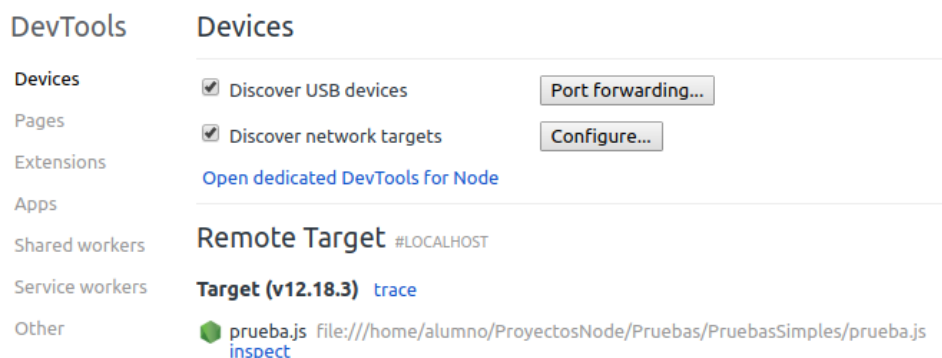 DevTools
Devices
Pages
Extensions
Apps
Shared workers
Service workers
Other
Devices
Discover USB devices Port forwarding...
Discover network targets Configure...
Open dedicated DevTools for Node
Remote Target #LOCALHOST
Target (v12.18.3) trace
prueba.js file:///home/alumno/ProyectosNode/Pruebas/PruebasSimples/prueba.js
inspect